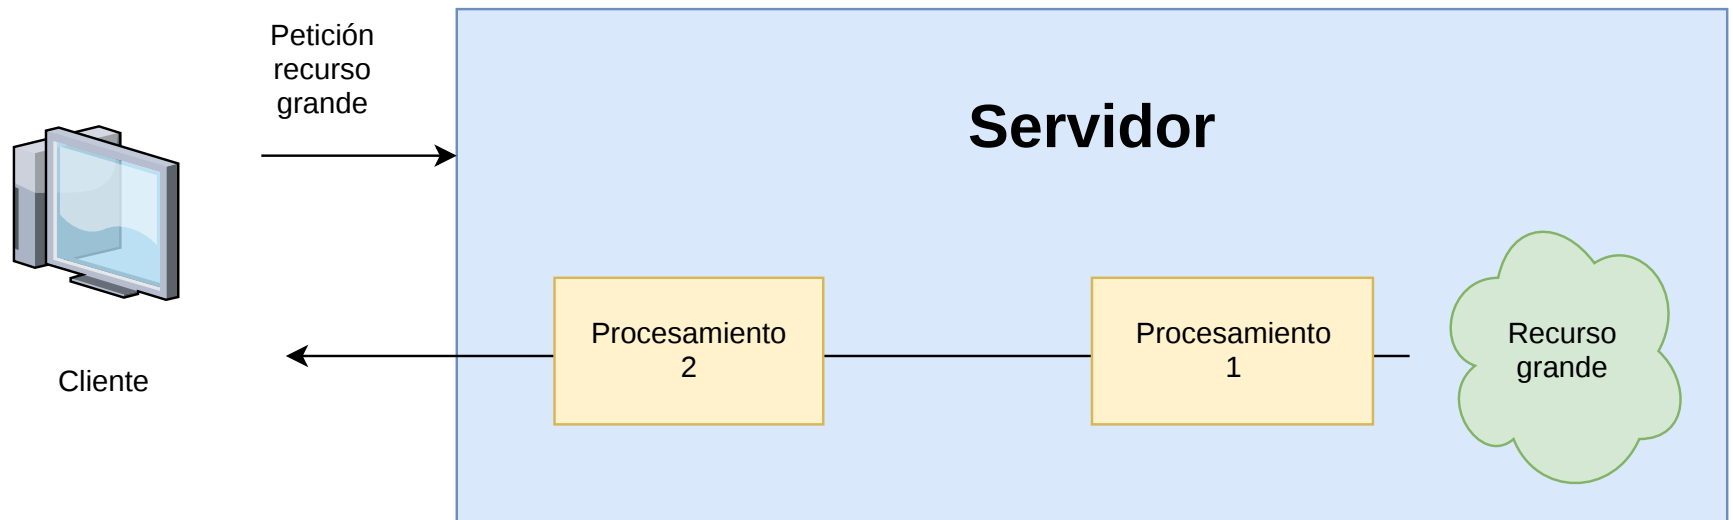 Petición
recurso
grande
Servidor
Procesamiento
2
Procesamiento
1
Recurso
grande
Cliente